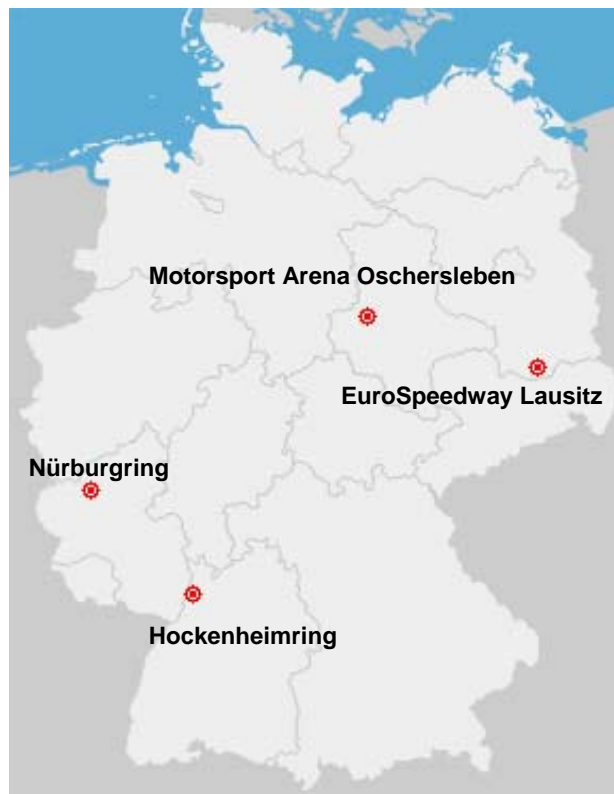 Motorsport Arena Oschersleben
EuroSpeedway Lausitz
Nürburgring
Hockenheimring